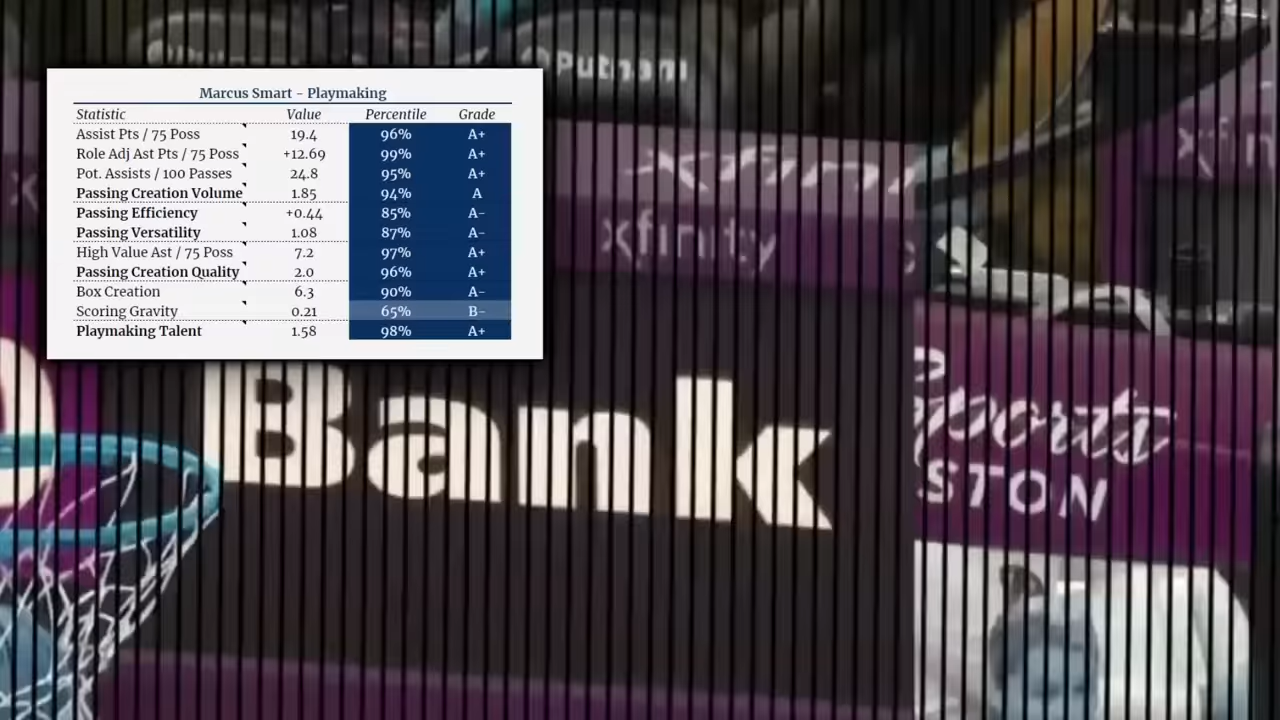 Putnam
Putnam
Marcus Smart - Playmaking
Statistic Value Percentile Grade
Assist Pts / 75 Poss 19.4 96% A+
Role Adj Ast Pts / 75 Poss +12.69 99% A+
Pot. Assists / 100 Passes 24.8 95% A+
Passing Creation Volume 1.85 94% A
Passing Efficiency +0.44 85% A-
Passing Versatility 1.08 87% A-
High Value Ast / 75 Poss 7.2 97% A+
Passing Creation Quality 2.0 96% A+
Box Creation 6.3 90% A-
Scoring Gravity 0.21 65% B-
Playmaking Talent 1.58 98% A+
xfini
xfinity
xfin
Bank
Sports
STON